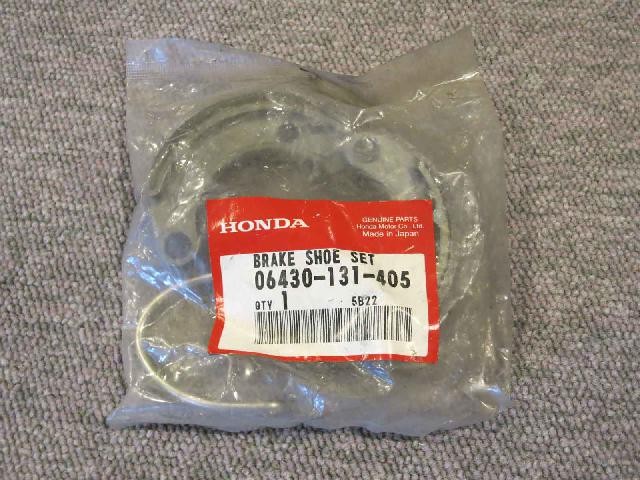 HONDA
GENUINE PARTS
Honda Motor Co., Ltd.
Made in Japan
BRAKE SHOE SET
06430-131-405
QTY 1 5B22